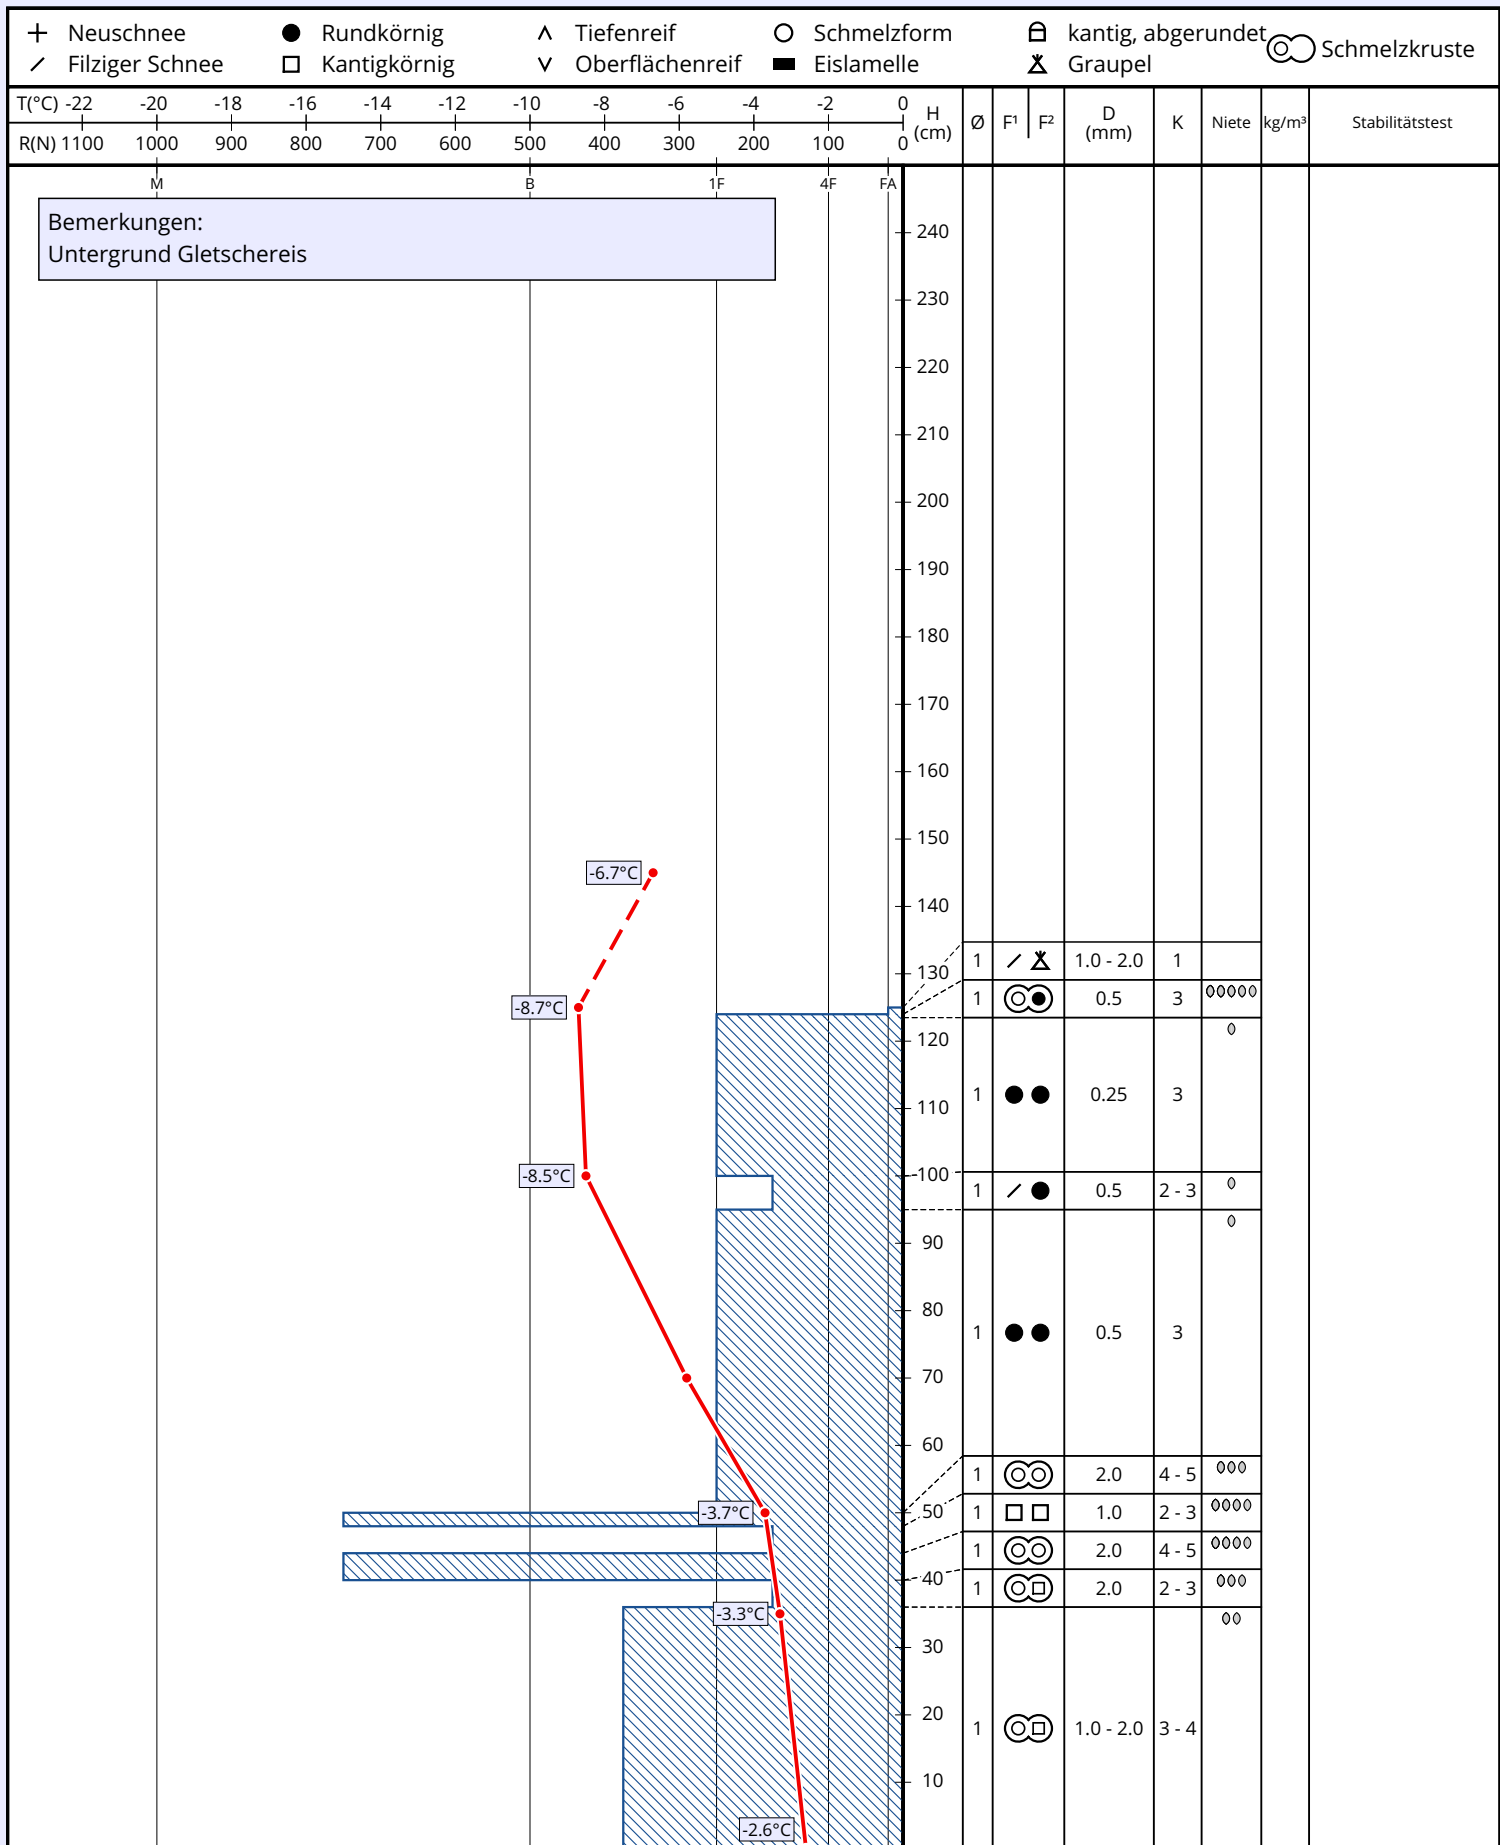 Neuschnee Rundkörnig Tiefenreif Schmelzform kantig, abgerundet Schmelzkruste
Filziger Schnee Kantigkörnig Oberflächenreif Eislamelle Graupel
T(°C) -22 -20 -18 -16 -14 -12 -10 -8 -6 -4 -2 0
R(N) 1100 1000 900 800 700 600 500 400 300 200 100 0
H (cm) Ø F¹ F² D (mm) K Niete kg/m³ Stabilitätstest
M B 1F 4F FA
Bemerkungen:
Untergrund Gletschereis
240
230
220
210
200
190
180
170
160
150
-6.7°C
140
1 1.0 - 2.0 1
130
-8.7°C 1 0.5 3
120
1 0.25 3
110
-8.5°C 100
1 0.5 2 - 3
90
80
1 0.5 3
70
60
1 2.0 4 - 5
-3.7°C 50 1 1.0 2 - 3
1 2.0 4 - 5
40 1 2.0 2 - 3
-3.3°C
30
20
1 1.0 - 2.0 3 - 4
10
-2.6°C